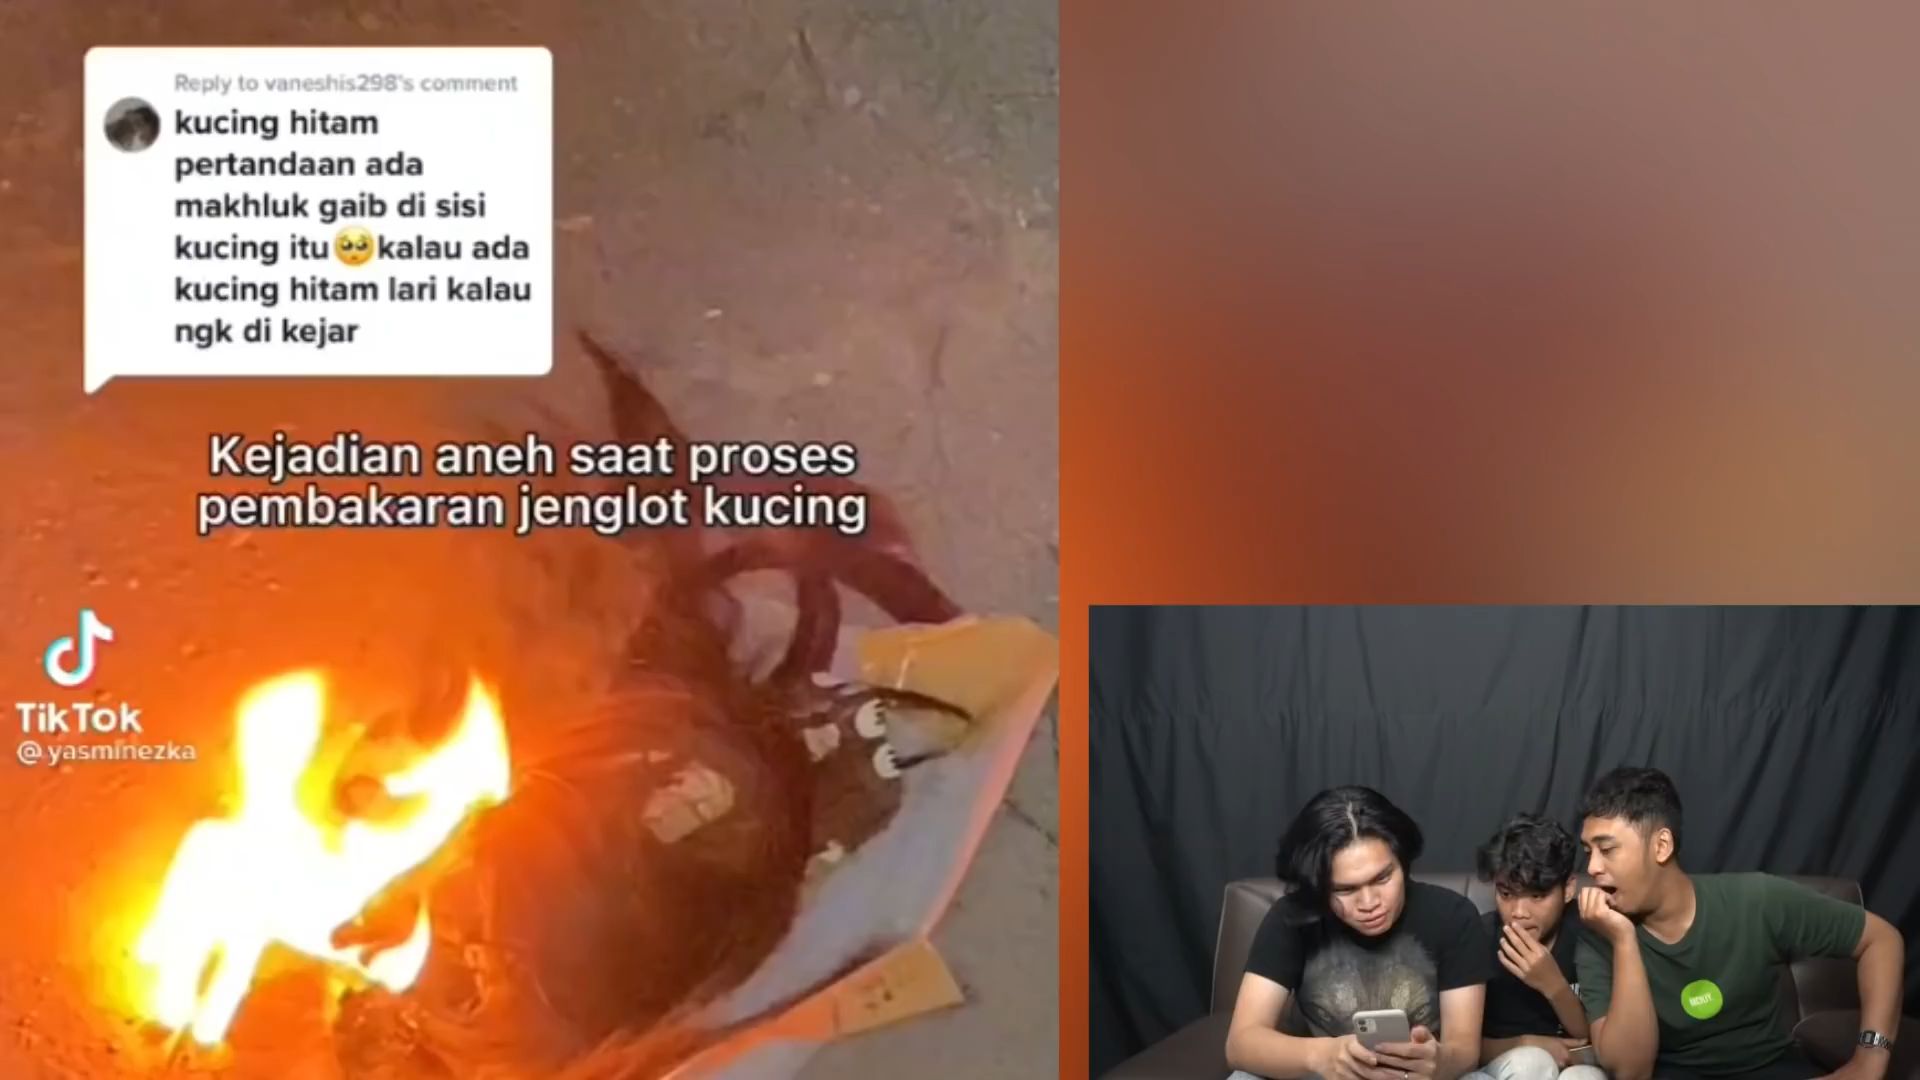 Reply to vaneshis298's comment
kucing hitam
pertandaan ada
makhluk gaib di sisi
kucing itu🥺kalau ada
kucing hitam lari kalau
ngk di kejar
Kejadian aneh saat proses
pembakaran jenglot kucing
TikTok
@yasminezka